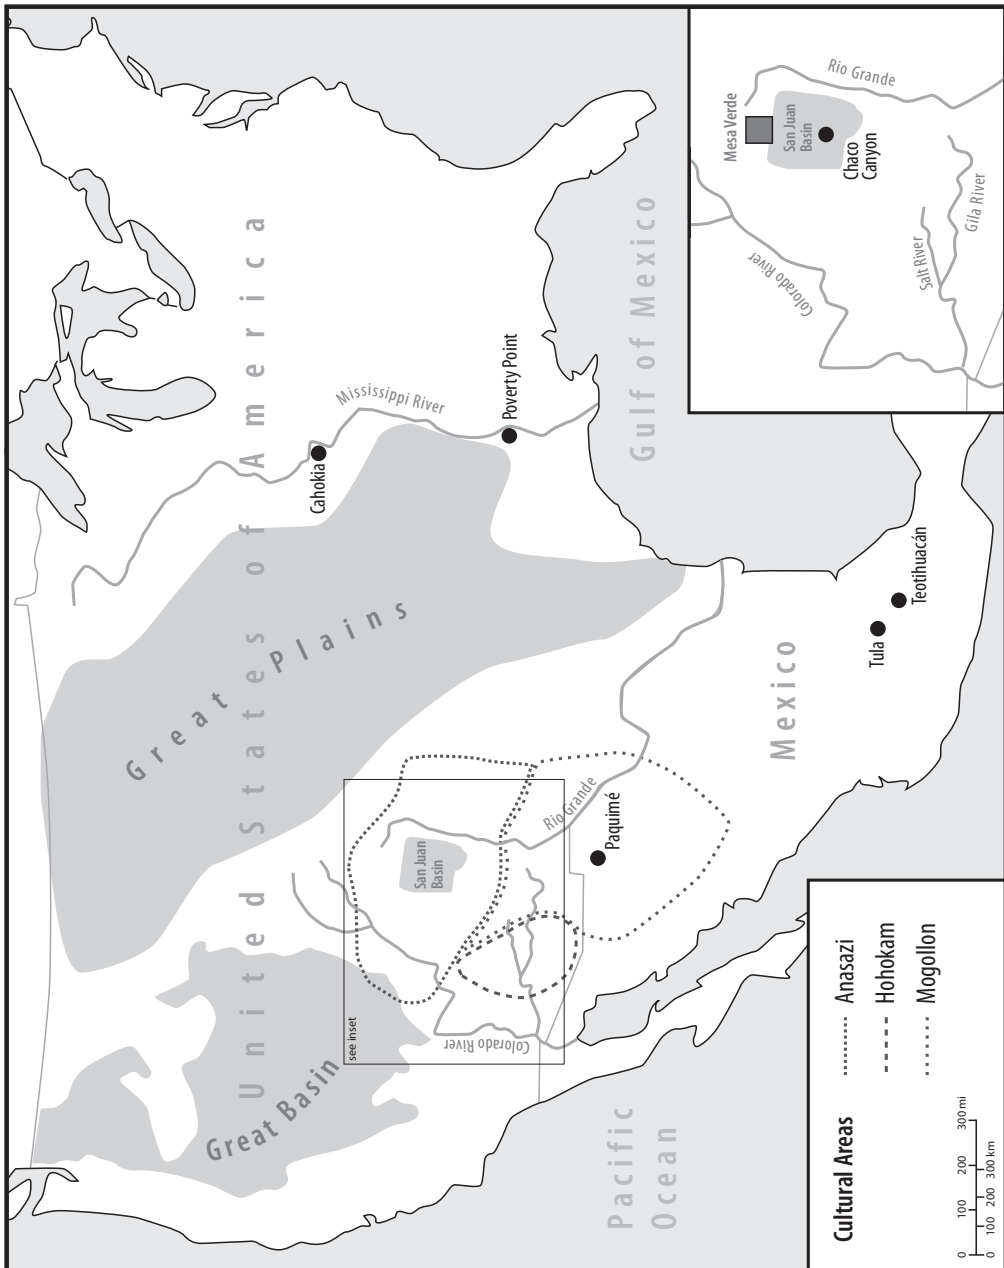 United States of America
Great Plains
Great Basin
Mississippi River
Cahokia
Poverty Point
Gulf of Mexico
Mexico
Tula
Teotihuacán
Rio Grande
Paquimé
San Juan
Basin
see inset
Colorado River
Pacific
Ocean
Mesa Verde
San Juan
Basin
Chaco
Canyon
Rio Grande
Colorado River
Salt River
Gila River
Cultural Areas
Anasazi
Hohokam
Mogollon
0 100 200 300 mi
0 100 200 300 km